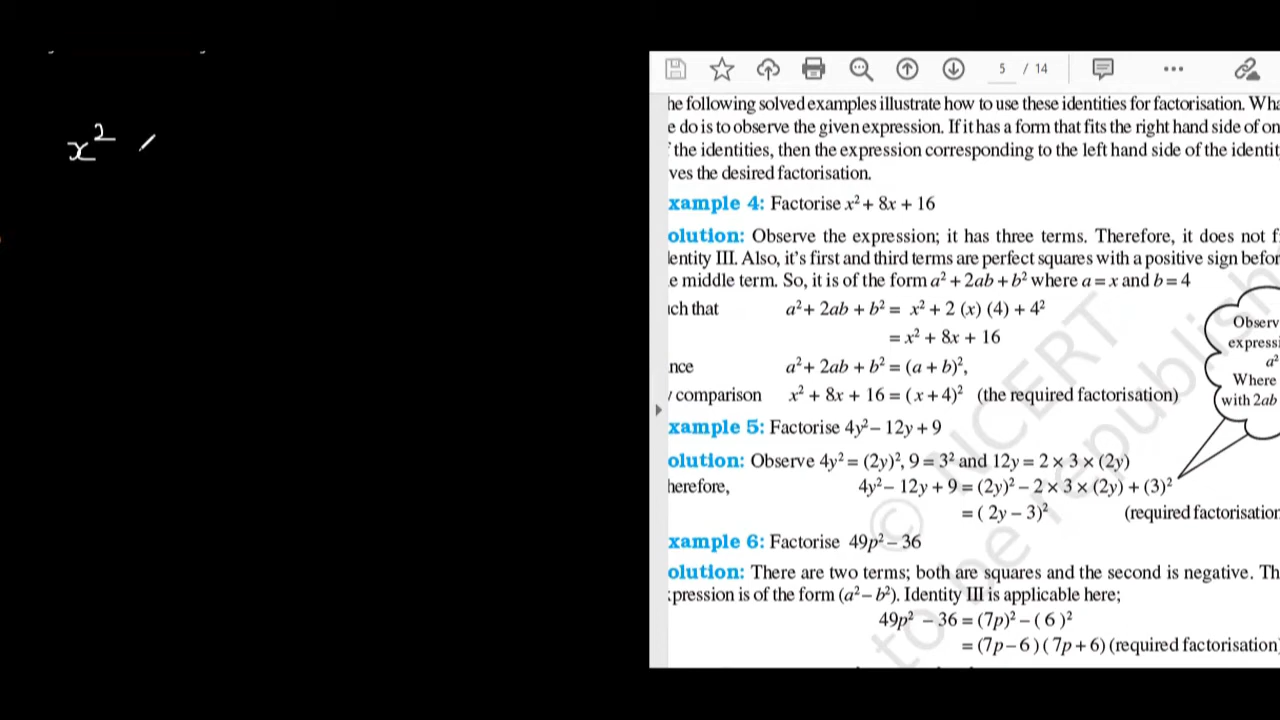 x²
5 / 14
he following solved examples illustrate how to use these identities for factorisation. Wha
e do is to observe the given expression. If it has a form that fits the right hand side of on
the identities, then the expression corresponding to the left hand side of the identit
ves the desired factorisation.
xample 4: Factorise x² + 8x + 16
olution: Observe the expression; it has three terms. Therefore, it does not f
lentity III. Also, it's first and third terms are perfect squares with a positive sign befor
e middle term. So, it is of the form a² + 2ab + b² where a = x and b = 4
uch that a² + 2ab + b² = x² + 2 (x) (4) + 4²
= x² + 8x + 16
nce a² + 2ab + b² = (a + b)²,
y comparison x² + 8x + 16 = (x + 4)² (the required factorisation)
Observ
expressi
a²
Where
with 2ab
xample 5: Factorise 4y² – 12y + 9
olution: Observe 4y² = (2y)², 9 = 3² and 12y = 2 × 3 × (2y)
herefore, 4y² – 12y + 9 = (2y)² – 2 × 3 × (2y) + (3)²
= ( 2y – 3)² (required factorisation
xample 6: Factorise 49p² – 36
olution: There are two terms; both are squares and the second is negative. Th
xpression is of the form (a² – b²). Identity III is applicable here;
49p² – 36 = (7p)² – ( 6 )²
= (7p – 6 ) ( 7p + 6) (required factorisation)
© NCERT
to be republish